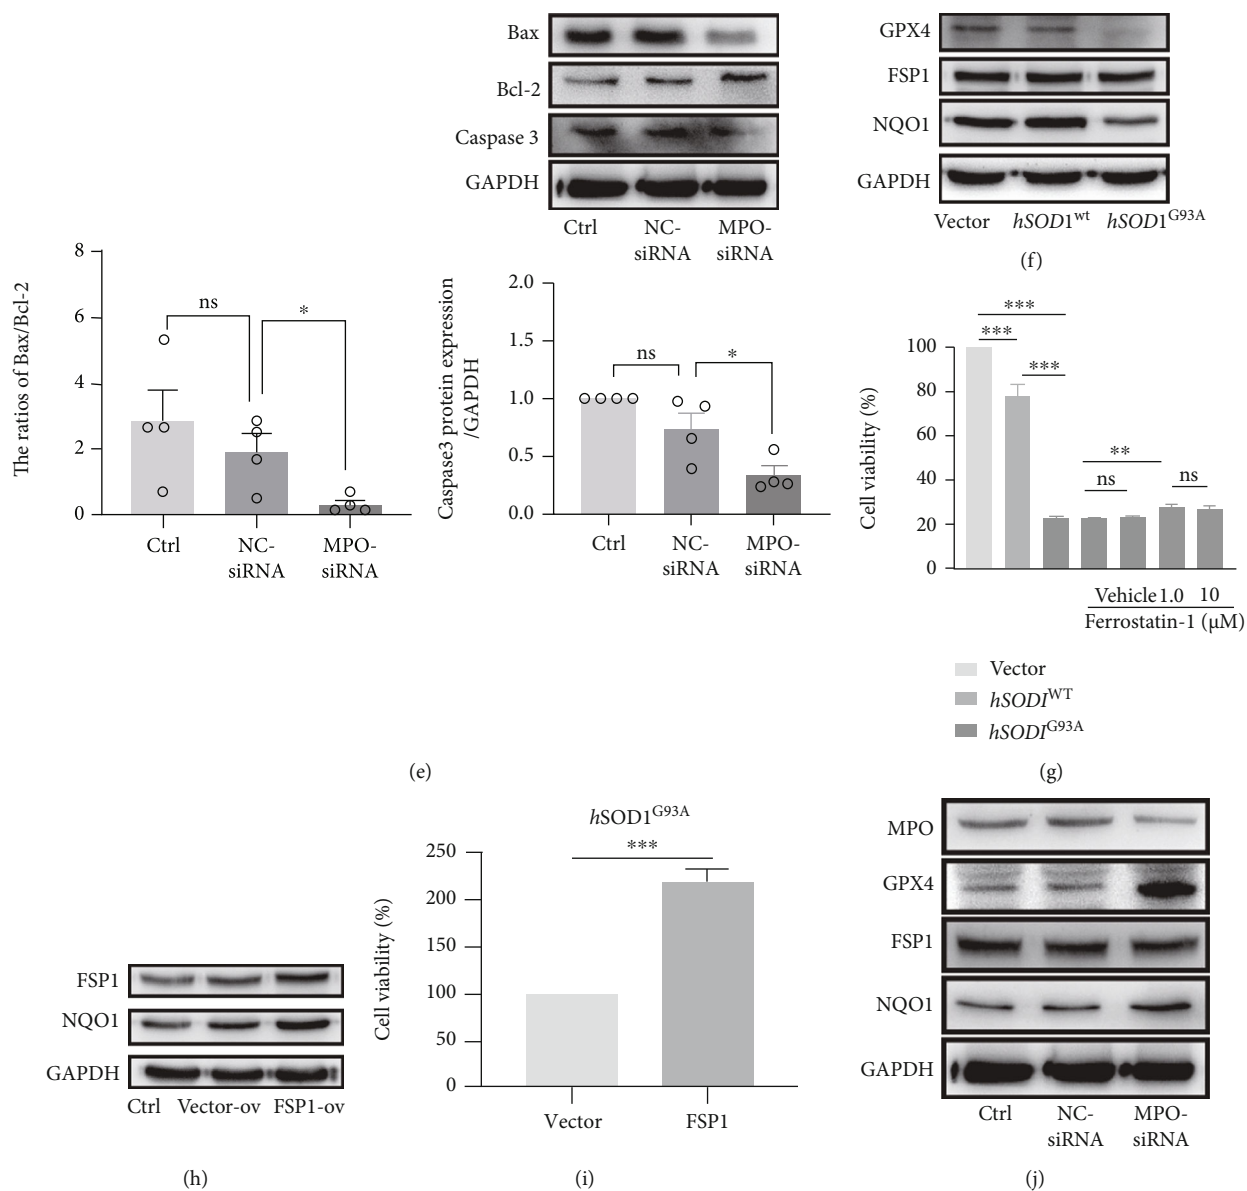 Bax
Bcl-2
Caspase 3
GAPDH
Ctrl
NC-
siRNA
MPO-
siRNA
The ratios of Bax/Bcl-2
8
6
4
2
0
ns
*
Ctrl
NC-
siRNA
MPO-
siRNA
Caspase3 protein expression
/GAPDH
2.0
1.5
1.0
0.5
0.0
ns
*
Ctrl
NC-
siRNA
MPO-
siRNA
(e)
GPX4
FSP1
NQO1
GAPDH
Vector hSOD1wt hSOD1G93A
(f)
Cell viability (%)
100
80
60
40
20
0
***
***
***
**
ns
ns
Vehicle 1.0 10
Ferrostatin-1 (μM)
Vector
hSODIWT
hSODIG93A
(g)
FSP1
NQO1
GAPDH
Ctrl Vector-ov FSP1-ov
(h)
hSOD1G93A
***
Cell viability (%)
250
200
150
100
50
0
Vector
FSP1
(i)
MPO
GPX4
FSP1
NQO1
GAPDH
Ctrl
NC-
siRNA
MPO-
siRNA
(j)